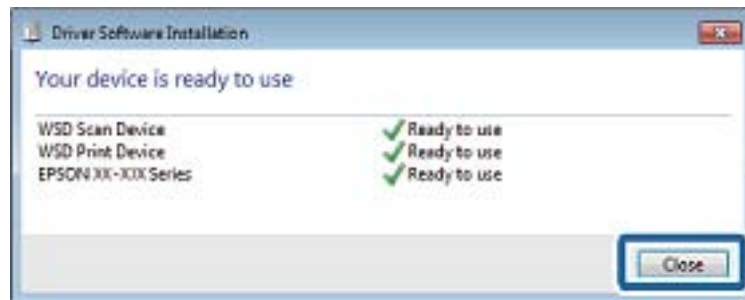 Driver Software Installation
Your device is ready to use
WSD Scan Device Ready to use
WSD Print Device Ready to use
EPSON XX-XXX Series Ready to use
Close